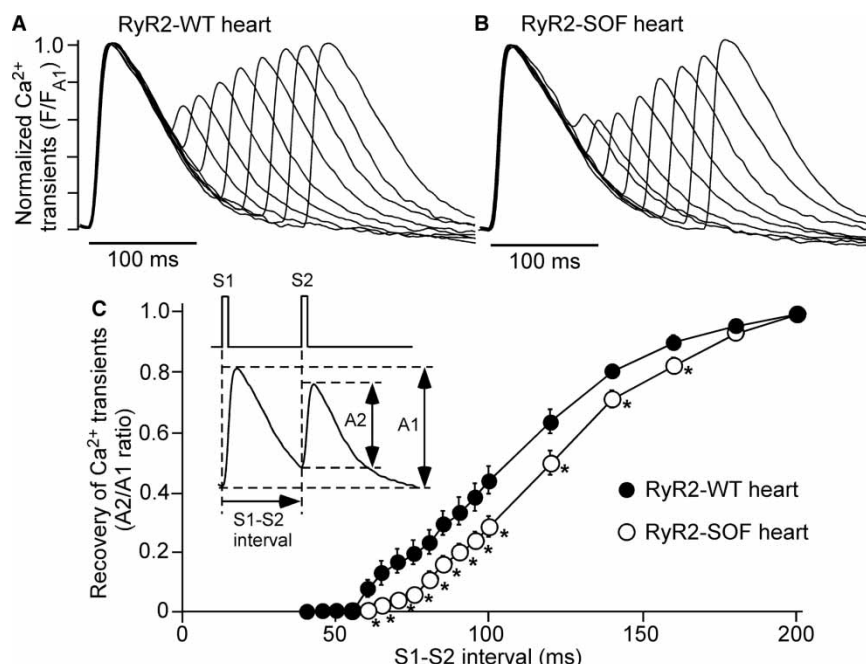 A
RyR2-WT heart
B
RyR2-SOF heart
Normalized Ca2+
transients (F/FA1)
1.0
100 ms
100 ms
C
S1
S2
A2
A1
S1-S2
interval
Recovery of Ca2+ transients
(A2/A1 ratio)
1.0
0.8
0.6
0.4
0.2
0
RyR2-WT heart
RyR2-SOF heart
* * * * * * * * * * * *
0
50
100
150
200
S1-S2 interval (ms)